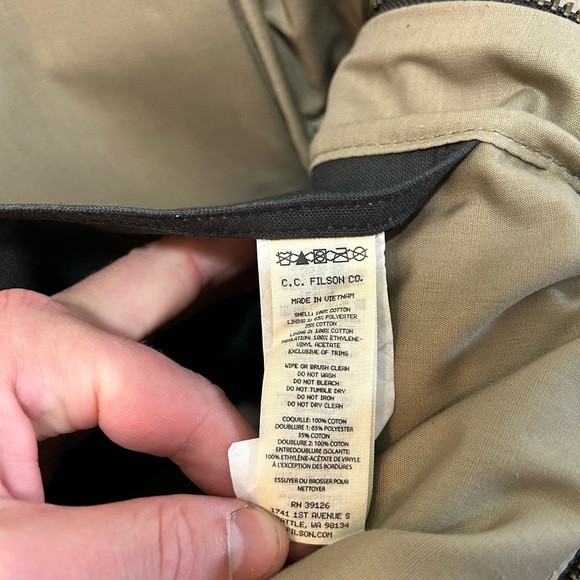 C.C. FILSON CO.
MADE IN VIETNAM
SHELL: 100% COTTON
LINING 1: 65% POLYESTER
35% COTTON
LINING 2: 100% COTTON
INSULATION: 100% ETHYLENE-
VINYL ACETATE
EXCLUSIVE OF TRIMS
WIPE OR BRUSH CLEAN
DO NOT WASH
DO NOT BLEACH
DO NOT TUMBLE DRY
DO NOT IRON
DO NOT DRY CLEAN
COQUILLE: 100% COTTON
DOUBLURE 1: 65% POLYESTER
35% COTTON
DOUBLURE 2: 100% COTTON
ENTREDOUBLURE ISOLANTE:
100% ETHYLÈNE-ACÉTATE DE VINYLE
À L'EXCEPTION DES BORDURES
ESSUYER OU BROSSER POUR
NETTOYER
RN 39126
1741 1ST AVENUE S
ATTLE, WA 98134
FILSON.COM